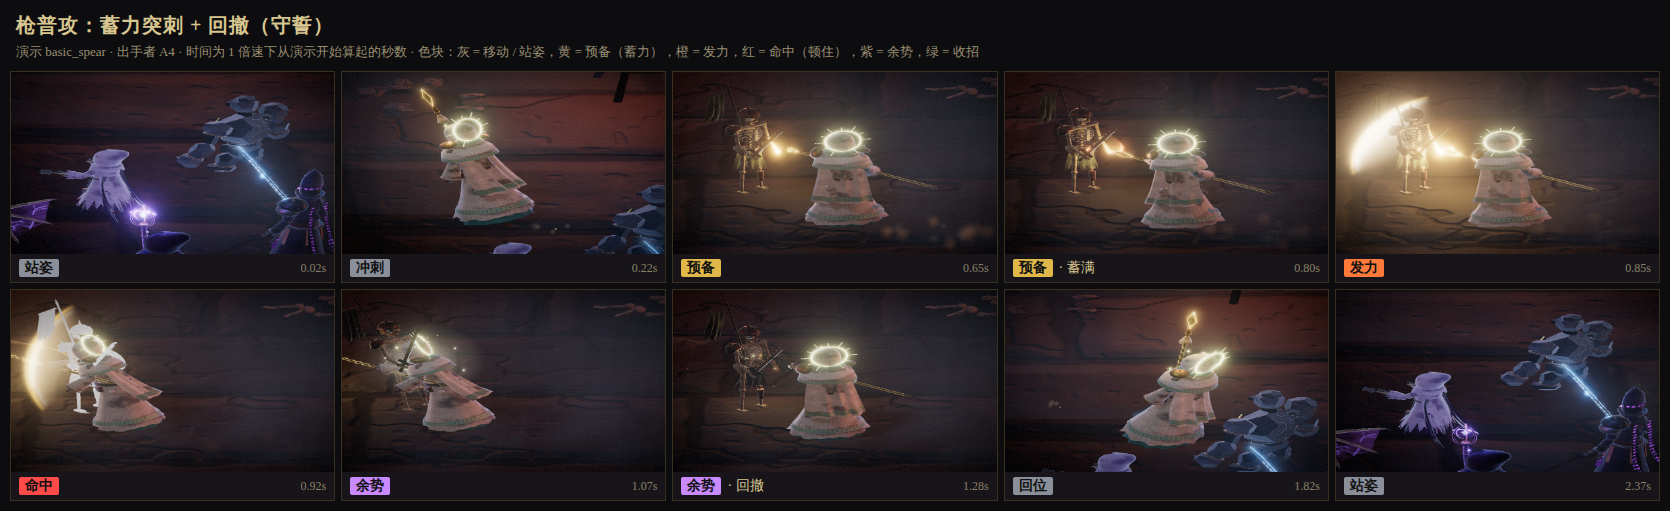 枪普攻：蓄力突刺 + 回撤（守誓）
演示 basic_spear · 出手者 A4 · 时间为 1 倍速下从演示开始算起的秒数 · 色块：灰 = 移动 / 站姿，黄 = 预备（蓄力），橙 = 发力，红 = 命中（顿住），紫 = 余势，绿 = 收招
站姿 0.02s
冲刺 0.22s
预备 0.65s
预备 · 蓄满 0.80s
发力 0.85s
命中 0.92s
余势 1.07s
余势 · 回撤 1.28s
回位 1.82s
站姿 2.37s